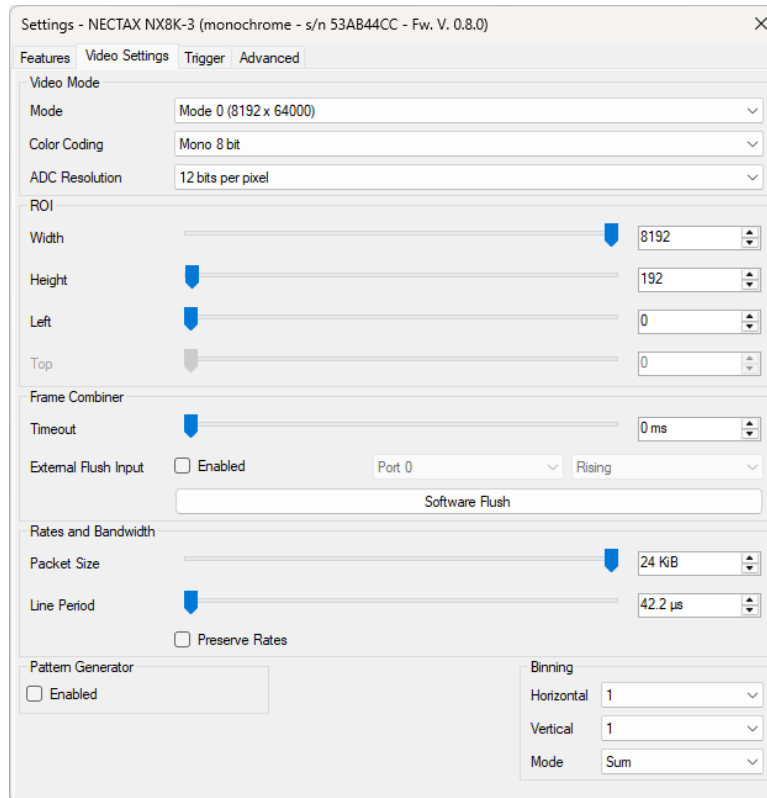 Settings - NECTAX NX8K-3 (monochrome - s/n 53AB44CC - Fw. V. 0.8.0)
Features Video Settings Trigger Advanced
Video Mode
Mode Mode 0 (8192 x 64000)
Color Coding Mono 8 bit
ADC Resolution 12 bits per pixel
ROI
Width 8192
Height 192
Left 0
Top 0
Frame Combiner
Timeout 0 ms
External Flush Input Enabled Port 0 Rising
Software Flush
Rates and Bandwidth
Packet Size 24 KiB
Line Period 42.2 µs
Preserve Rates
Pattern Generator
Enabled
Binning
Horizontal 1
Vertical 1
Mode Sum